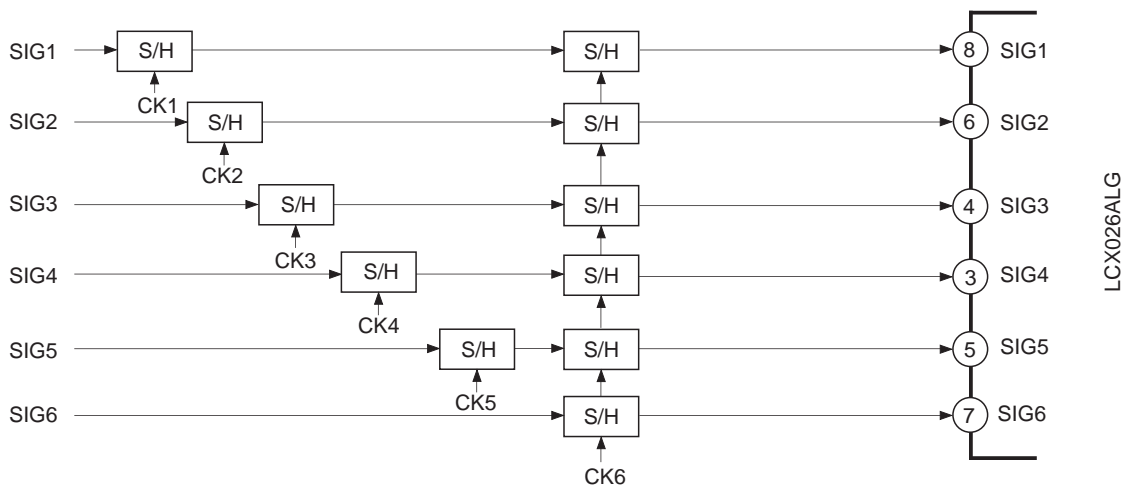 SIG1 S/H S/H 8 SIG1
CK1
SIG2 S/H S/H 6 SIG2
CK2
SIG3 S/H S/H 4 SIG3
CK3
SIG4 S/H S/H 3 SIG4
CK4
SIG5 S/H S/H 5 SIG5
CK5
SIG6 S/H 7 SIG6
CK6
LCX026ALG